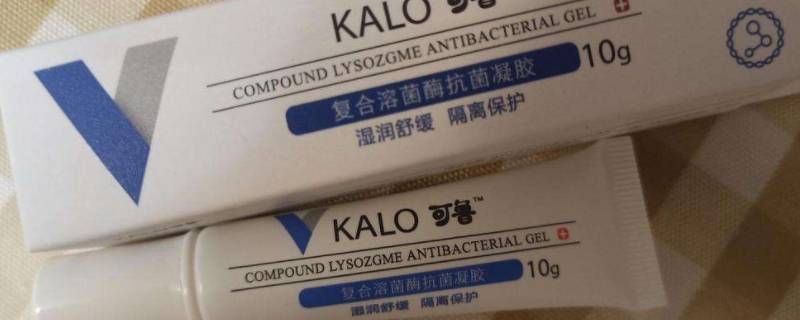 KALO 可鲁
COMPOUND LYSOZGME ANTIBACTERIAL GEL
复合溶菌酶抗菌凝胶 10g
湿润舒缓 隔离保护
KALO 可鲁™
COMPOUND LYSOZGME ANTIBACTERIAL GEL
复合溶菌酶抗菌凝胶 10g
湿润舒缓 隔离保护